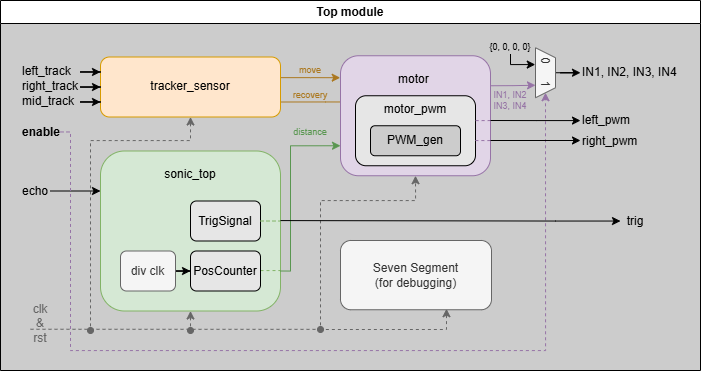 Top module
{0, 0, 0, 0}
left_track
right_track
mid_track
tracker_sensor
move
recovery
motor
0
1
IN1, IN2, IN3, IN4
IN1, IN2
IN3, IN4
motor_pwm
PWM_gen
left_pwm
right_pwm
enable
distance
sonic_top
echo
TrigSignal
trig
div clk
PosCounter
Seven Segment
(for debugging)
clk
&
rst